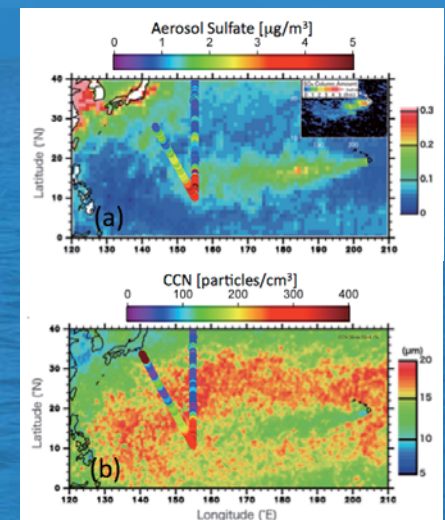 Aerosol Sulfate [μg/m³]
0 1 2 3 4 5
SO₂ Column Amount
Latitude (°N)
40
30
20
10
0
(a)
0.3
0.2
0.1
0
120 130 140 150 160 170 180 190 200 210
CCN [particles/cm³]
0 100 200 300 400
Latitude (°N)
40
30
20
10
0
(b)
(μm)
20
15
10
5
120 130 140 150 160 170 180 190 200 210
Longitude (°E)